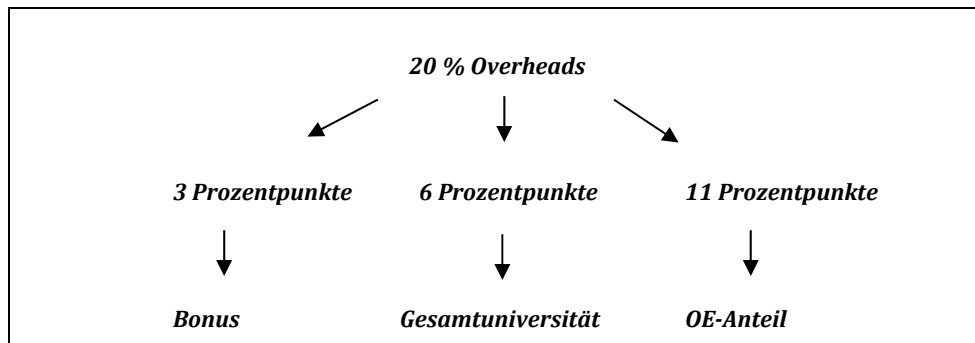 20 % Overheads
3 Prozentpunkte 6 Prozentpunkte 11 Prozentpunkte
Bonus Gesamtuniversität OE-Anteil